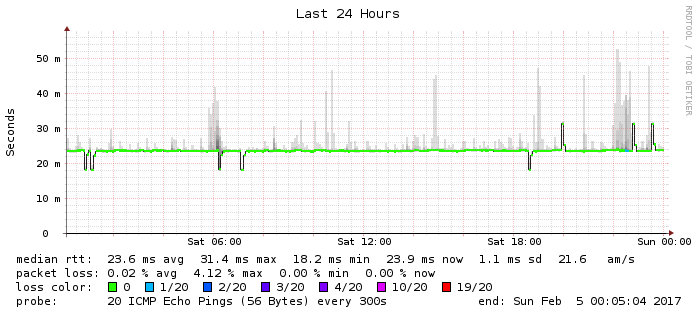 Last 24 Hours
RRDTOOL / TOBI OETIKER
Seconds
50 m
40 m
30 m
20 m
10 m
0
Sat 06:00 Sat 12:00 Sat 18:00 Sun 00:00
median rtt: 23.6 ms avg 31.4 ms max 18.2 ms min 23.9 ms now 1.1 ms sd 21.6 am/s
packet loss: 0.02 % avg 4.12 % max 0.00 % min 0.00 % now
loss color: 0 1/20 2/20 3/20 4/20 10/20 19/20
probe: 20 ICMP Echo Pings (56 Bytes) every 300s end: Sun Feb 5 00:05:04 2017